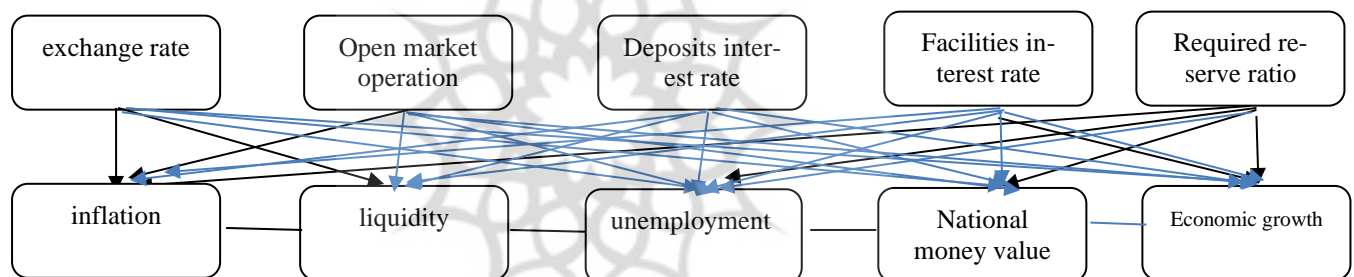 exchange rate
Open market
operation
Deposits inter-
est rate
Facilities in-
terest rate
Required re-
serve ratio
inflation
liquidity
unemployment
National
money value
Economic growth